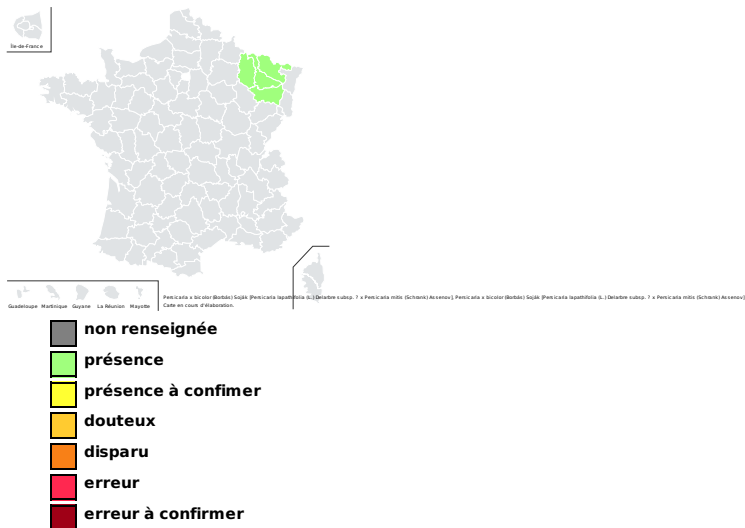 Île-de-France
Guadeloupe Martinique Guyane La Réunion Mayotte
Persicaria x bicolor (Borbás) Soják [Persicaria lapathifolia (L.) Delarbre subsp. ? x Persicaria mitis (Schrank) Assenov], Persicaria x bicolor (Borbás) Soják [Persicaria lapathifolia (L.) Delarbre subsp. ? x Persicaria mitis (Schrank) Assenov]
Carte en cours d'élaboration.
non renseignée
présence
présence à confimer
douteux
disparu
erreur
erreur à confirmer